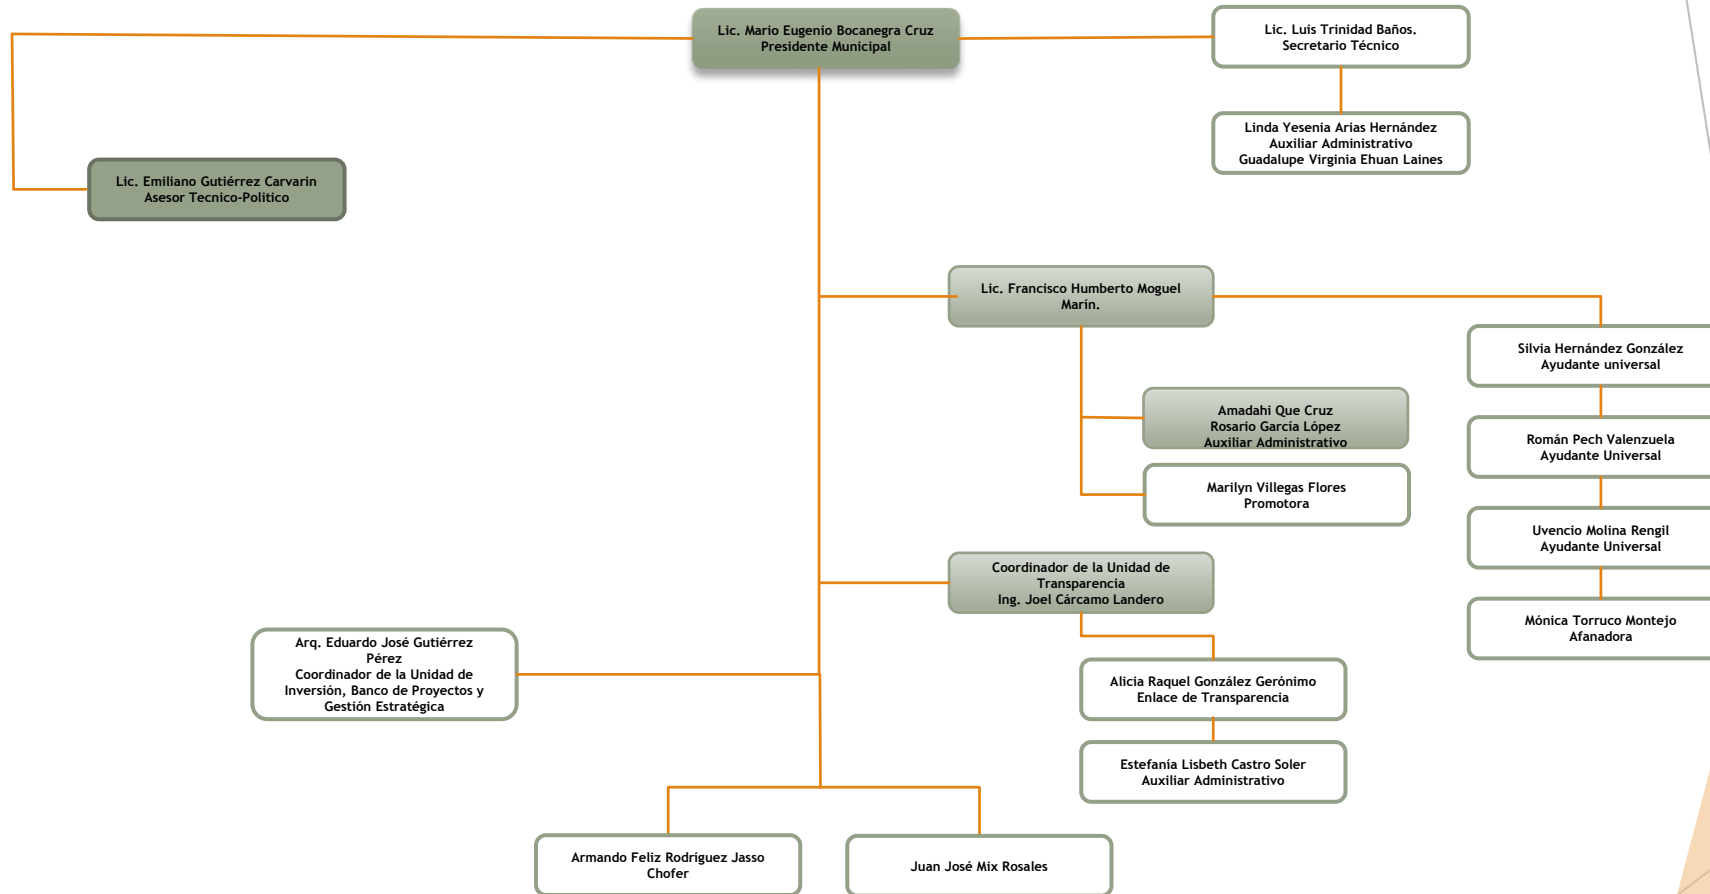 Lic. Mario Eugenio Bocanegra Cruz
Presidente Municipal
Lic. Luis Trinidad Baños.
Secretario Técnico
Linda Yesenia Arias Hernández
Auxiliar Administrativo
Guadalupe Virginia Ehuan Laines
Lic. Emiliano Gutiérrez Carvarin
Asesor Tecnico-Politico
Lic. Francisco Humberto Moguel
Marín.
Silvia Hernández González
Ayudante universal
Amadahi Que Cruz
Rosario García López
Auxiliar Administrativo
Román Pech Valenzuela
Ayudante Universal
Marilyn Villegas Flores
Promotora
Uvencio Molina Rengil
Ayudante Universal
Coordinador de la Unidad de
Transparencia
Ing. Joel Cárcamo Landero
Mónica Torruco Montejo
Afanadora
Arq. Eduardo José Gutiérrez
Pérez
Coordinador de la Unidad de
Inversión, Banco de Proyectos y
Gestión Estratégica
Alicia Raquel González Gerónimo
Enlace de Transparencia
Estefanía Lisbeth Castro Soler
Auxiliar Administrativo
Armando Feliz Rodríguez Jasso
Chofer
Juan José Mix Rosales